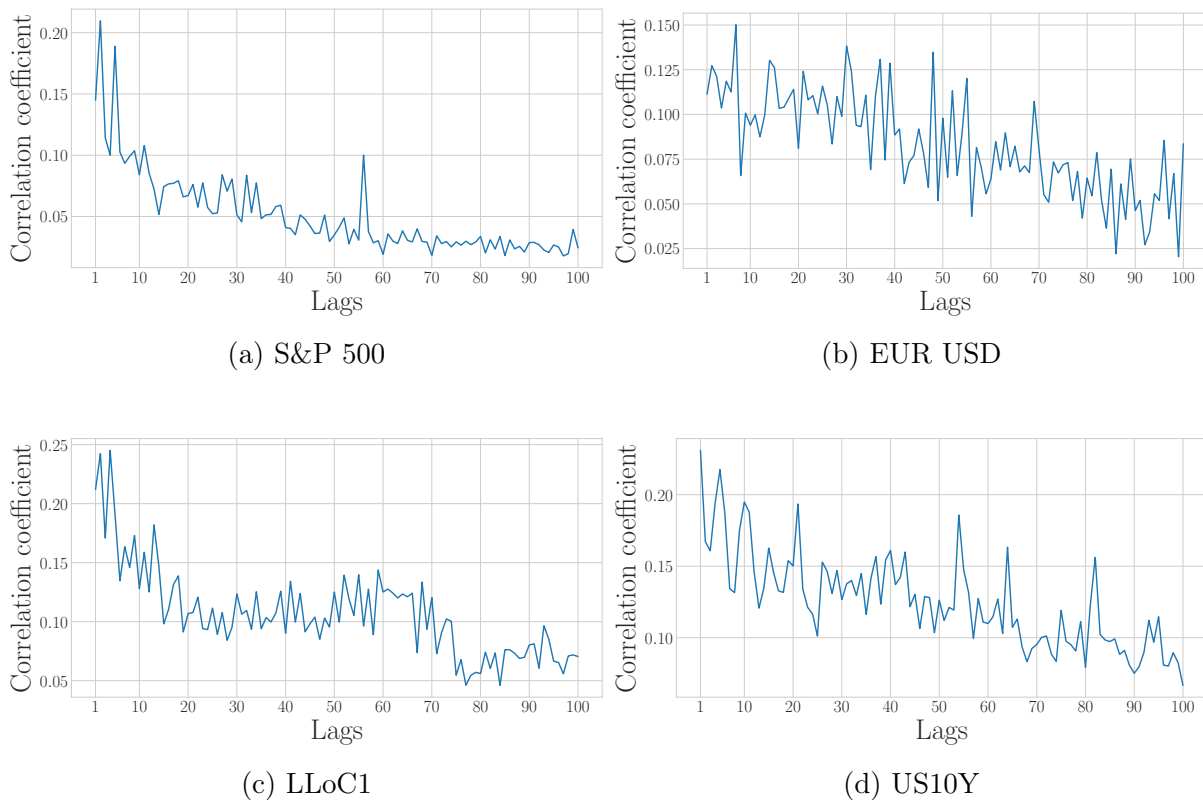 Correlation coefficient
0.20
0.15
0.10
0.05
1 10 20 30 40 50 60 70 80 90 100
Lags
(a) S&P 500
Correlation coefficient
0.150
0.125
0.100
0.075
0.050
0.025
1 10 20 30 40 50 60 70 80 90 100
Lags
(b) EUR USD
Correlation coefficient
0.25
0.20
0.15
0.10
0.05
1 10 20 30 40 50 60 70 80 90 100
Lags
(c) LLoC1
Correlation coefficient
0.20
0.15
0.10
1 10 20 30 40 50 60 70 80 90 100
Lags
(d) US10Y